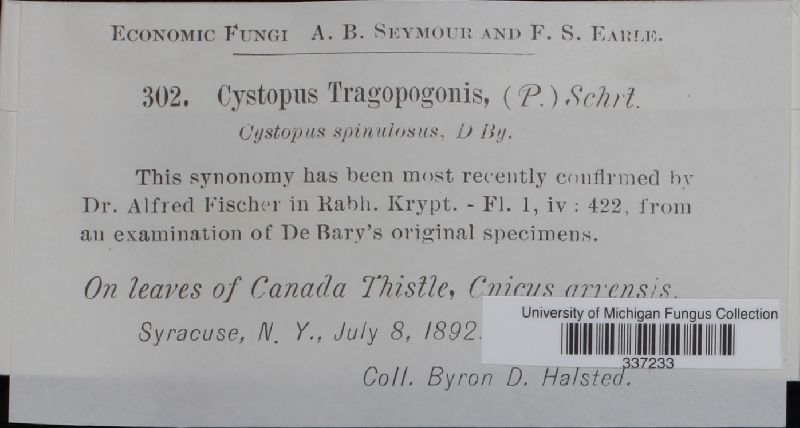 Economic Fungi A. B. Seymour and F. S. Earle.
302. Cystopus Tragopogonis, (P.) Schrt.
Cystopus spinulosus, D By.
This synonomy has been most recently confirmed by
Dr. Alfred Fischer in Rabh. Krypt. - Fl. 1, iv : 422, from
an examination of De Bary's original specimens.
On leaves of Canada Thistle, Cnicus arvensis.
Syracuse, N. Y., July 8, 1892.
University of Michigan Fungus Collection
337233
Coll. Byron D. Halsted.